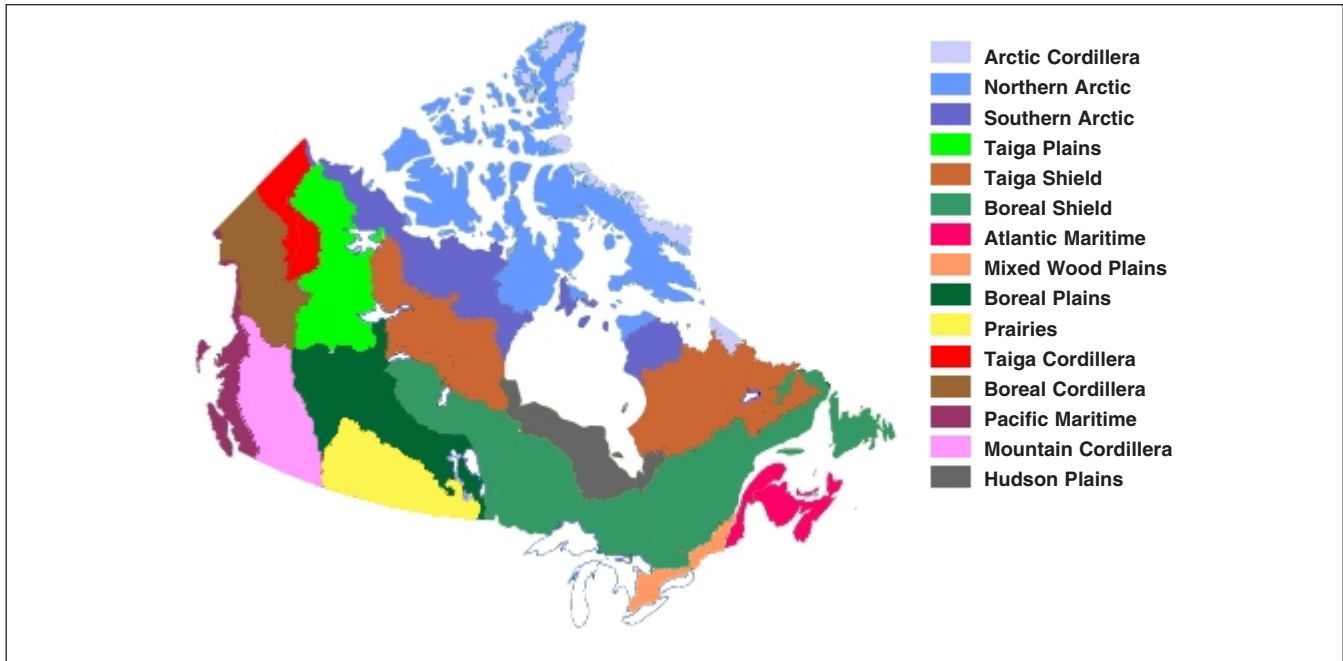 Arctic Cordillera
Northern Arctic
Southern Arctic
Taiga Plains
Taiga Shield
Boreal Shield
Atlantic Maritime
Mixed Wood Plains
Boreal Plains
Prairies
Taiga Cordillera
Boreal Cordillera
Pacific Maritime
Mountain Cordillera
Hudson Plains